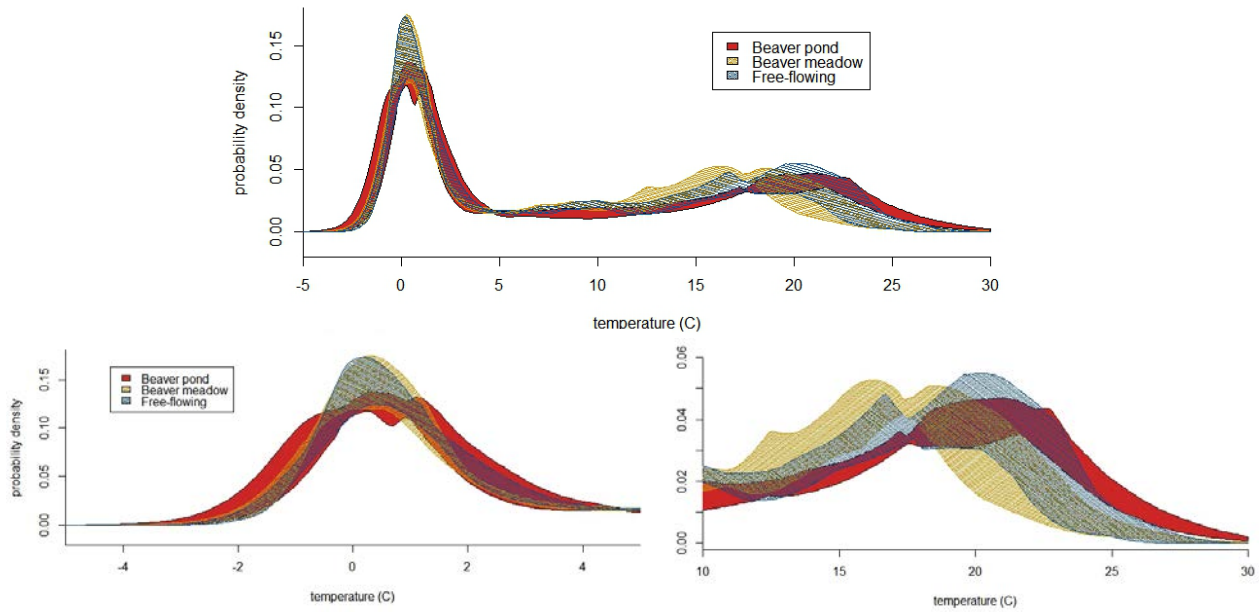 0.15
0.10
0.05
0.00
probability density
Beaver pond
Beaver meadow
Free-flowing
-5 0 5 10 15 20 25 30
temperature (C)
0.15
0.10
0.05
0.00
probability density
Beaver pond
Beaver meadow
Free-flowing
-4 -2 0 2 4
temperature (C)
0.06
0.04
0.02
0.00
10 15 20 25 30
temperature (C)